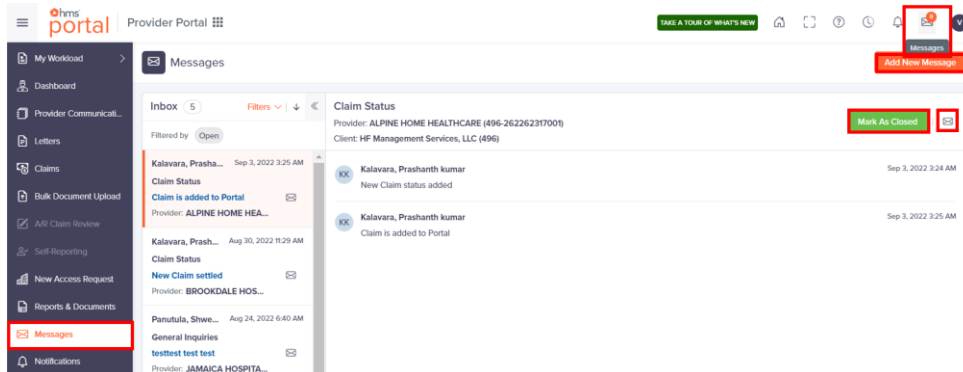 hms
portal
Provider Portal
TAKE A TOUR OF WHAT'S NEW
V
Messages
My Workload
Dashboard
Provider Communicati...
Letters
Claims
Bulk Document Upload
A/R Claim Review
Self-Reporting
New Access Request
Reports & Documents
Messages
Notifications
Messages
Add New Message
Inbox 5
Filters
Filtered by Open
Kalavara, Prasha... Sep 3, 2022 3:25 AM
Claim Status
Claim is added to Portal
Provider: ALPINE HOME HEA...
Kalavara, Prash... Aug 30, 2022 11:29 AM
Claim Status
New Claim settled
Provider: BROOKDALE HOS...
Panutula, Shwe... Aug 24, 2022 6:40 AM
General Inquiries
testtest test test
Provider: JAMAICA HOSPITA...
Claim Status
Provider: ALPINE HOME HEALTHCARE (496-262262317001)
Client: HF Management Services, LLC (496)
Mark As Closed
KK Kalavara, Prashanth kumar Sep 3, 2022 3:24 AM
New Claim status added
KK Kalavara, Prashanth kumar Sep 3, 2022 3:25 AM
Claim is added to Portal